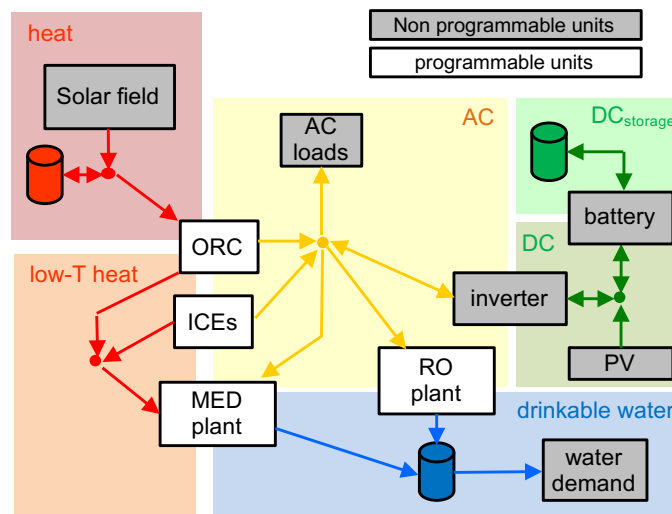 heat
Non programmable units
programmable units
Solar field
AC
DCstorage
AC
loads
battery
ORC
DC
low-T heat
inverter
ICEs
RO
plant
PV
MED
plant
drinkable water
water
demand